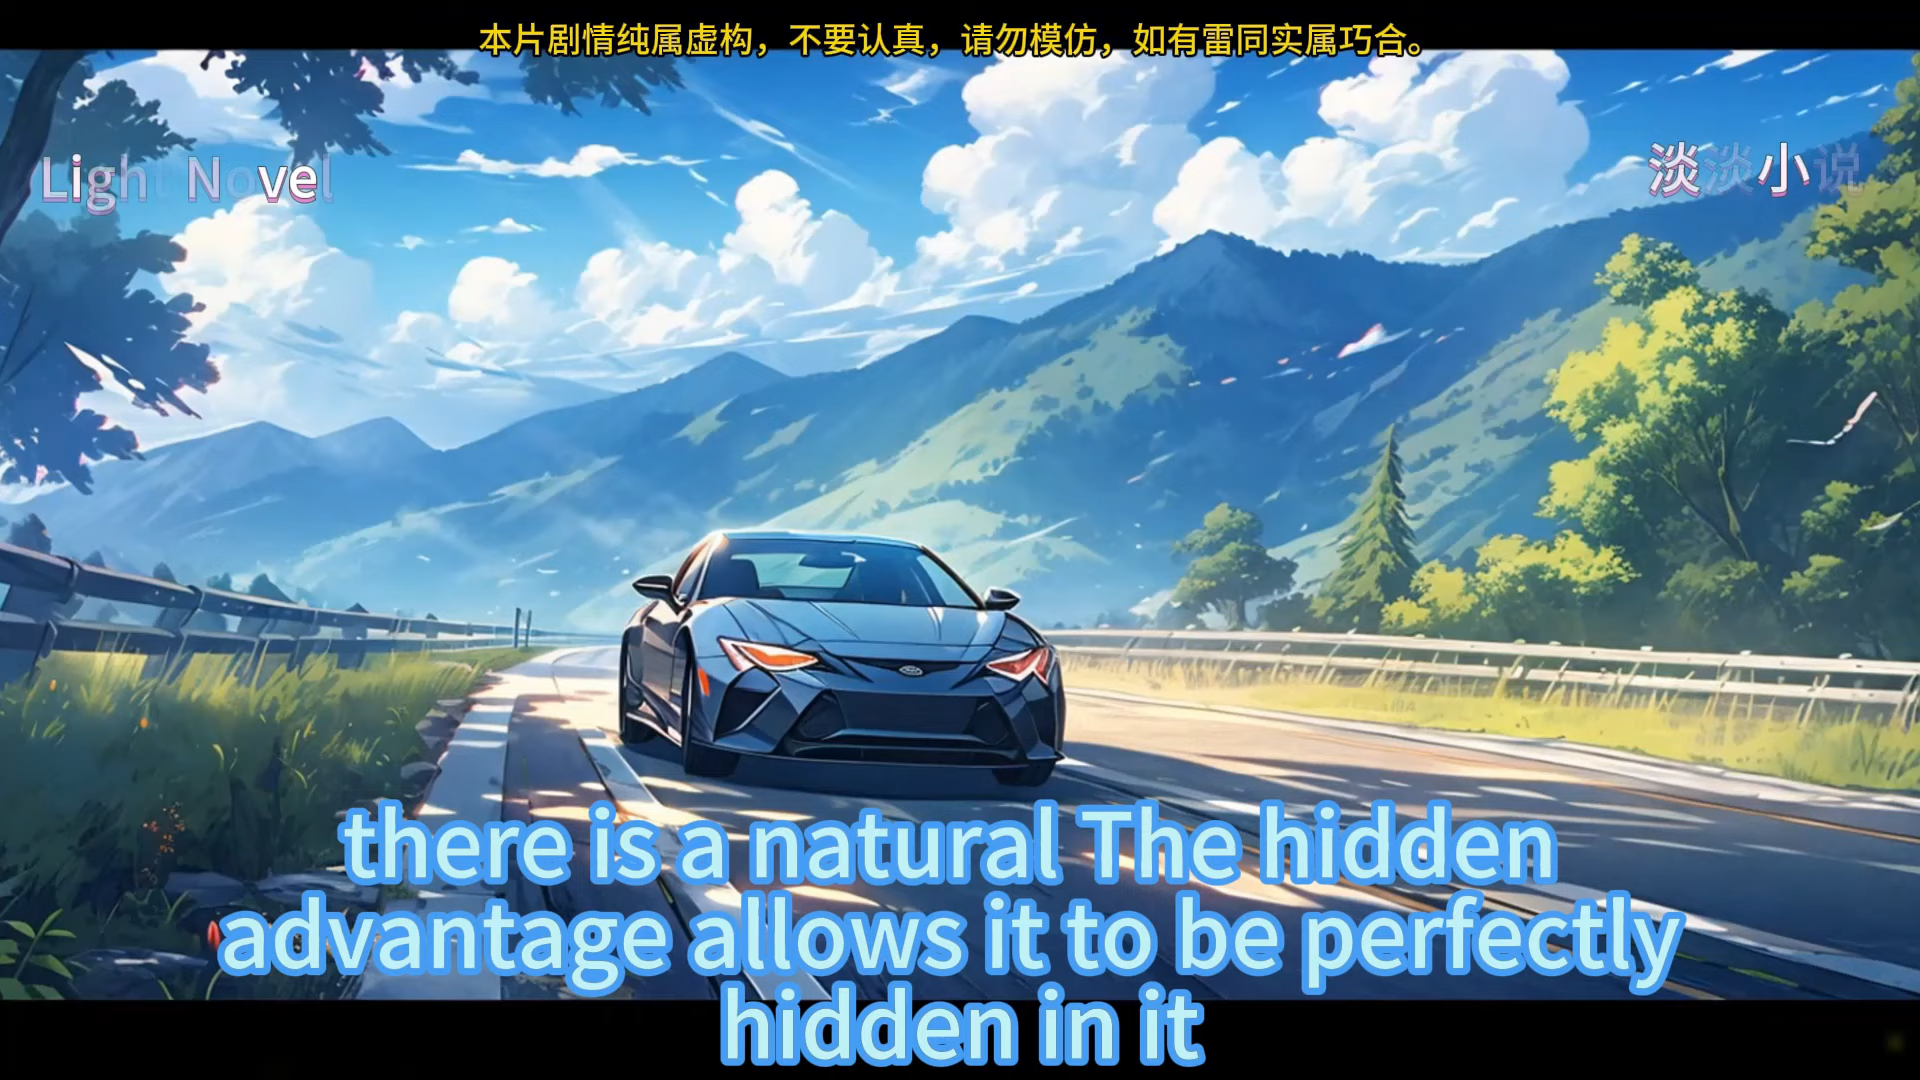 本片剧情纯属虚构，不要认真，请勿模仿，如有雷同实属巧合。
Light Novel
淡淡小说
there is a natural The hidden
advantage allows it to be perfectly
hidden in it